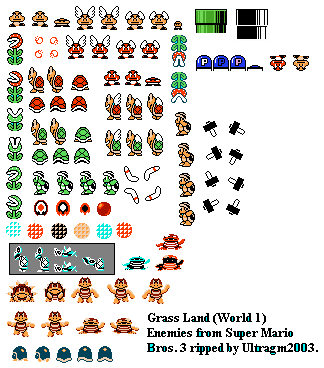 Grass Land (World 1)
Enemies from Super Mario
Bros. 3 ripped by Ultragm2003.
P P P